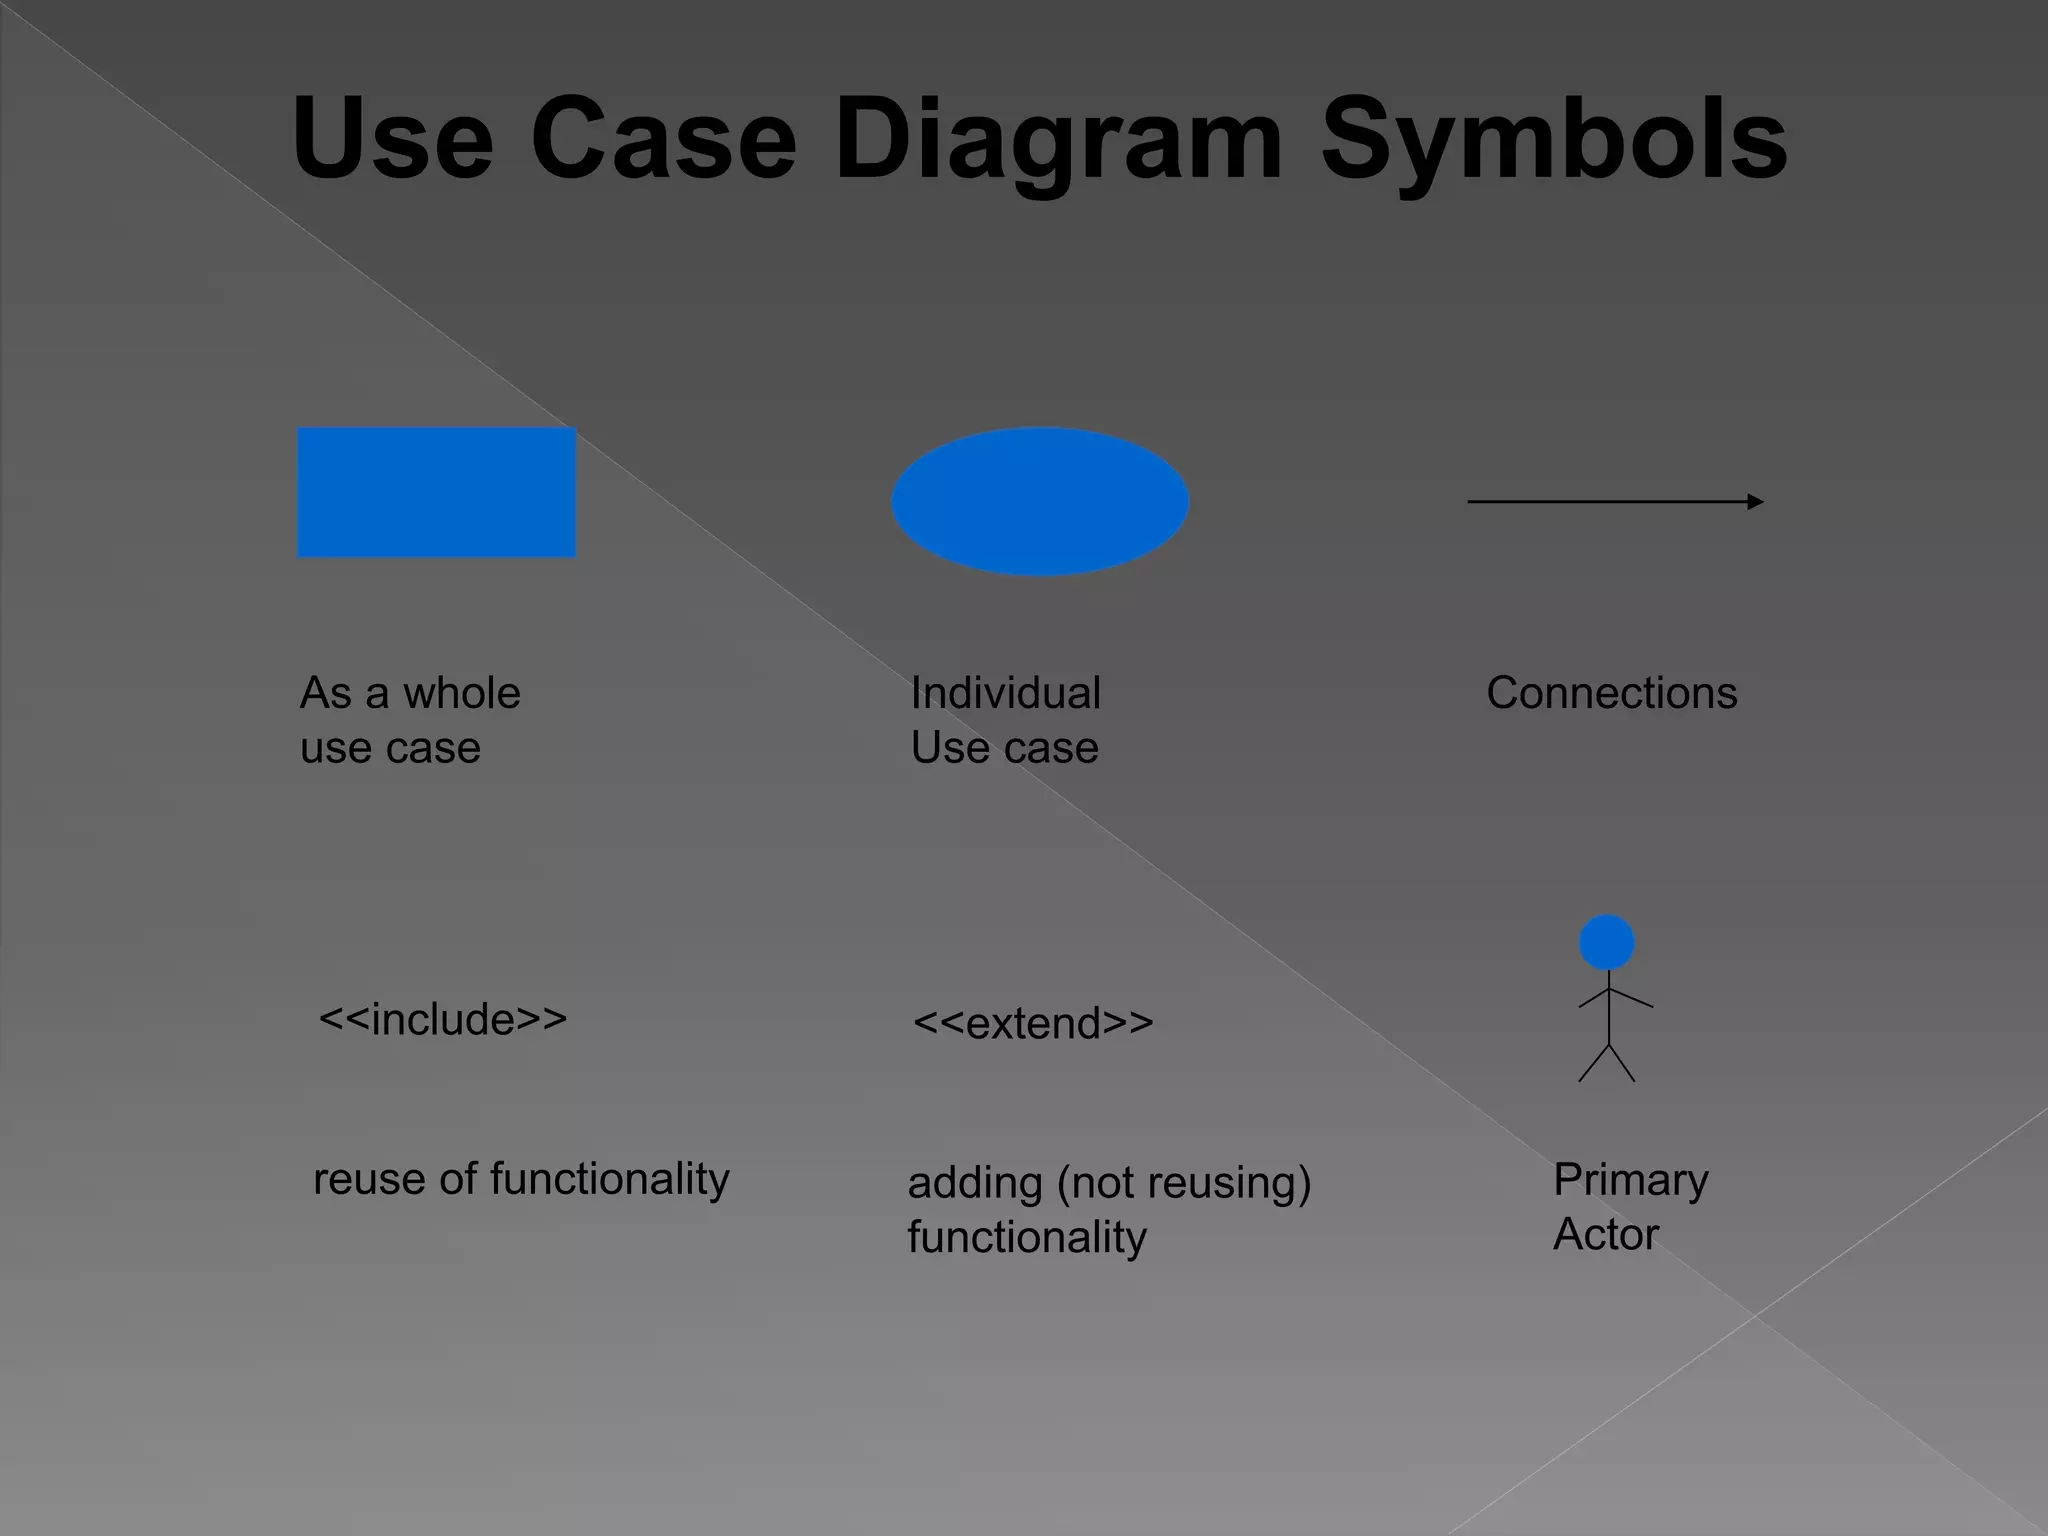 Use Case Diagram Symbols
As a whole
use case
Individual
Use case
Connections
<<include>>
<<extend>>
reuse of functionality
adding (not reusing)
functionality
Primary
Actor